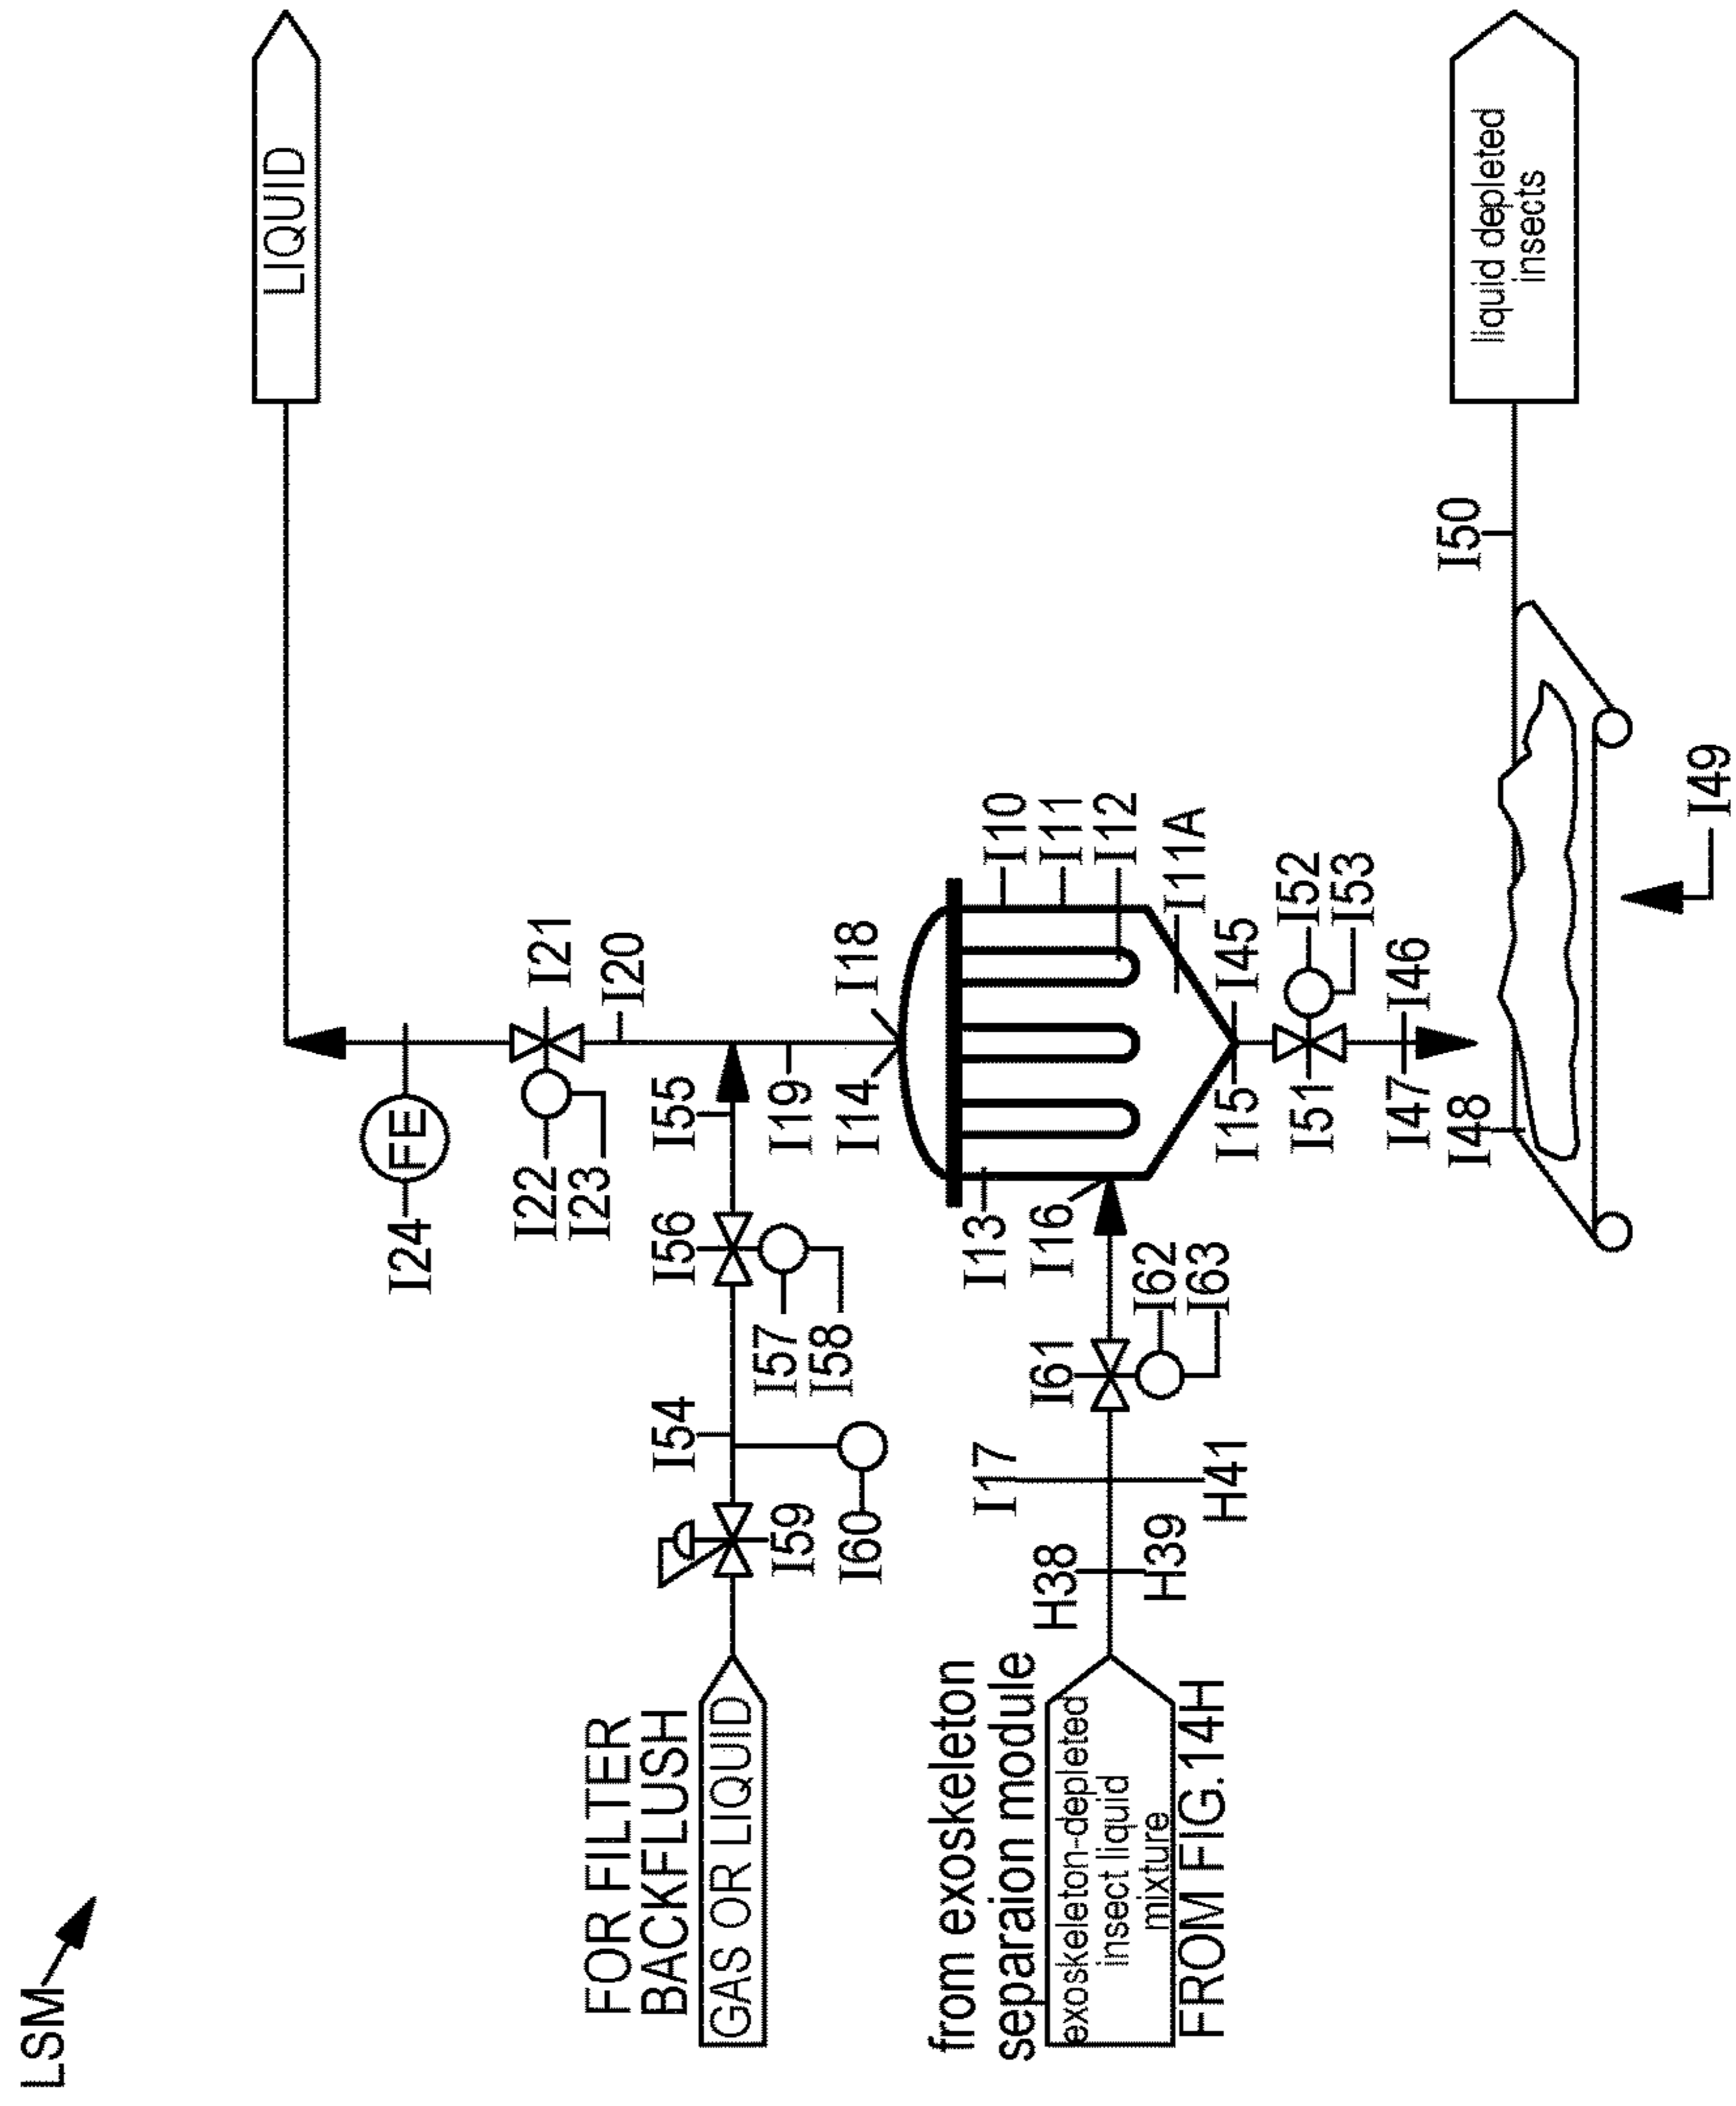 LSM
LIQUID
I24
FE
I22
I23
I21
I20
FOR FILTER
BACKFLUSH
GAS OR LIQUID
I59
I60
I54
I56
I57
I58
I55
I19
I14
I18
I10
I11
I12
I11A
I13
I16
from exoskeleton
separaion module
exoskeleton-depleted
insect liquid
mixture
FROM FIG.14H
H38
H39
I17
H41
I61
I62
I63
I15
I45
I51
I52
I53
I47
I46
I48
I49
I50
liquid depleted
insects